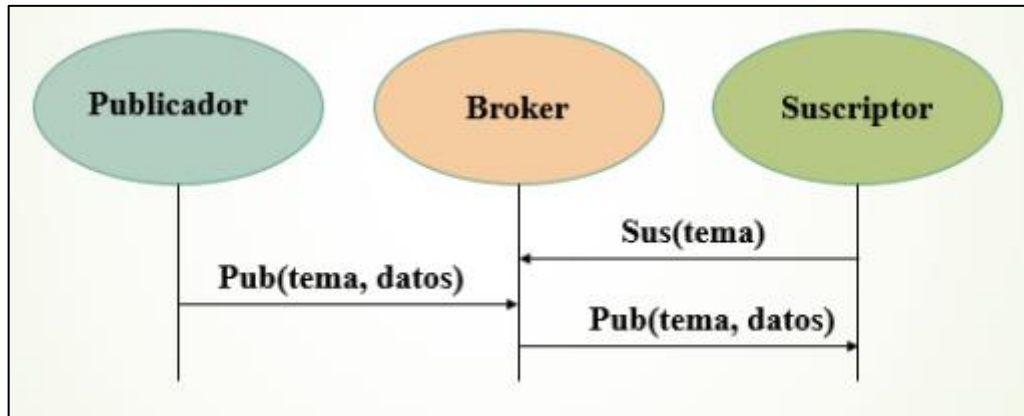 Publicador
Broker
Suscriptor
Sus(tema)
Pub(tema, datos)
Pub(tema, datos)